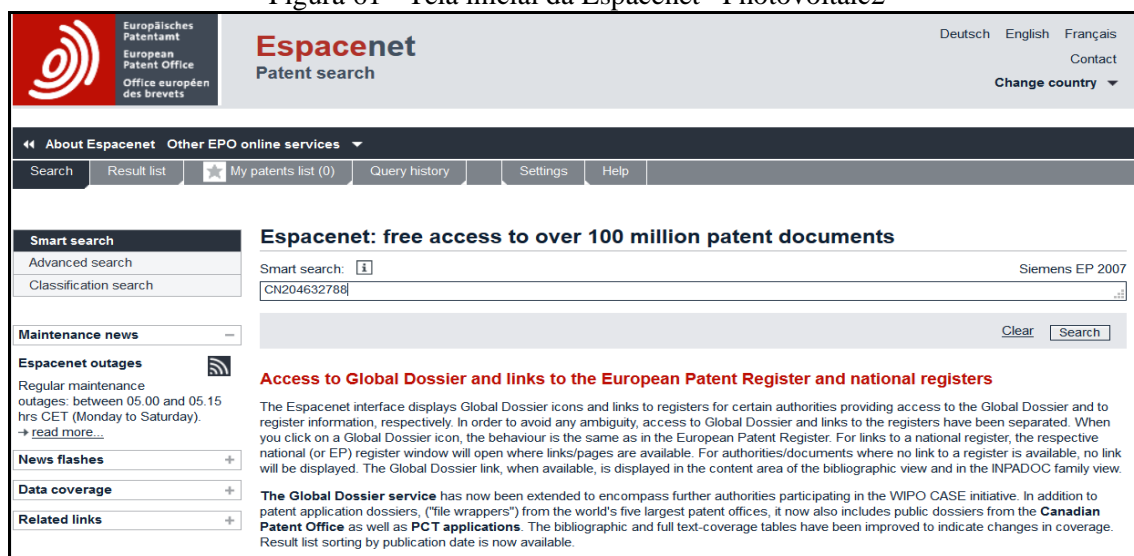 Figura 61 - Tela inicial da Espacenet - Photovoltaic2
Europäisches
Patentamt
European
Patent Office
Office européen
des brevets
Espacenet
Patent search
Deutsch English Français
Contact
Change country
About Espacenet Other EPO online services
Search Result list My patents list (0) Query history Settings Help
Smart search
Advanced search
Classification search
Maintenance news
Espacenet outages
Regular maintenance
outages: between 05.00 and 05.15
hrs CET (Monday to Saturday).
read more...
News flashes
Data coverage
Related links
Espacenet: free access to over 100 million patent documents
Smart search: i Siemens EP 2007
CN204632788
Clear Search
Access to Global Dossier and links to the European Patent Register and national registers
The Espacenet interface displays Global Dossier icons and links to registers for certain authorities providing access to the Global Dossier and to
register information, respectively. In order to avoid any ambiguity, access to Global Dossier and links to the registers have been separated. When
you click on a Global Dossier icon, the behaviour is the same as in the European Patent Register. For links to a national register, the respective
national (or EP) register window will open where links/pages are available. For authorities/documents where no link to a register is available, no link
will be displayed. The Global Dossier link, when available, is displayed in the content area of the bibliographic view and in the INPADOC family view.
The Global Dossier service has now been extended to encompass further authorities participating in the WIPO CASE initiative. In addition to
patent application dossiers, ("file wrappers") from the world's five largest patent offices, it now also includes public dossiers from the Canadian
Patent Office as well as PCT applications. The bibliographic and full text-coverage tables have been improved to indicate changes in coverage.
Result list sorting by publication date is now available.